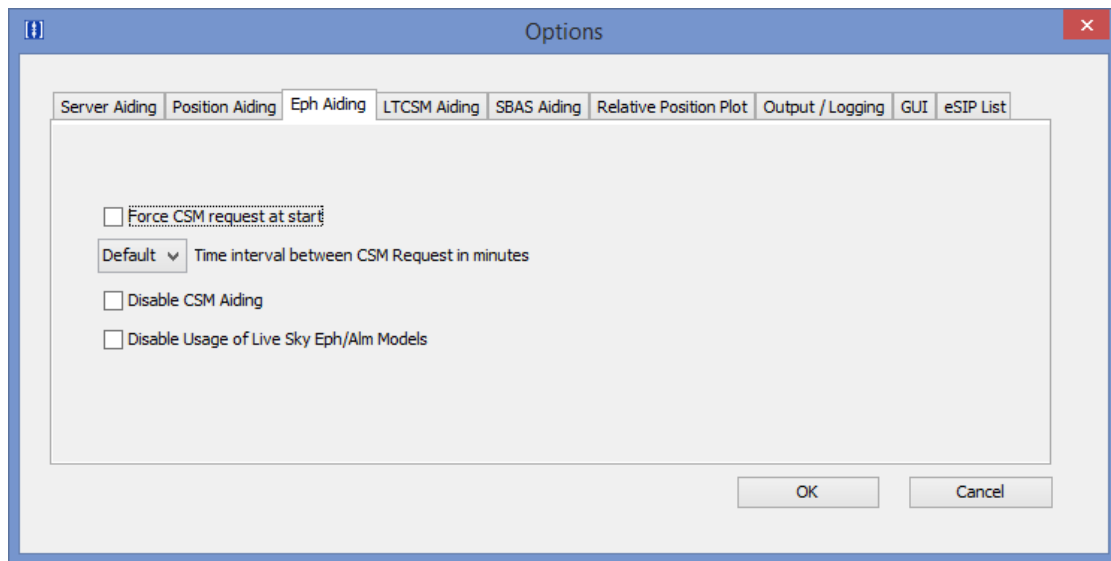 Options
Server Aiding Position Aiding Eph Aiding LTCSM Aiding SBAS Aiding Relative Position Plot Output / Logging GUI eSIP List
Force CSM request at start
Default Time interval between CSM Request in minutes
Disable CSM Aiding
Disable Usage of Live Sky Eph/Alm Models
OK Cancel